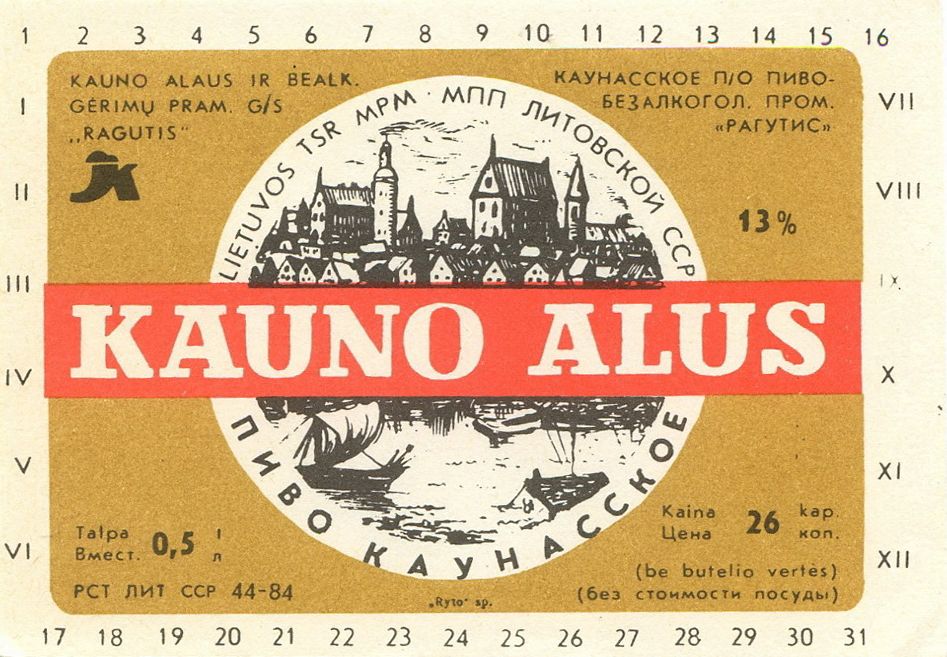 1 2 3 4 5 6 7 8 9 10 11 12 13 14 15 16
KAUNO ALAUS IR BEALK.
GĖRIMŲ PRAM. G/S
,,RAGUTIS"
JK
КАУНАССКОЕ П/О ПИВО-
БЕЗАЛКОГОЛ. ПРОМ.
«РАГУТИС»
13%
LIETUVOS TSR MPM · МПП ЛИТОВСКОЙ ССР
KAUNO ALUS
ПИВО КАУНАССКОЕ
Talpa 0,5 l
Вмест. л
РСТ ЛИТ ССР 44-84
„Ryto" sp.
Kaina 26 kap.
Цена коп.
(be butelio vertės)
(без стоимости посуды)
I
II
III
IV
V
VI
VII
VIII
IX
X
XI
XII
17 18 19 20 21 22 23 24 25 26 27 28 29 30 31